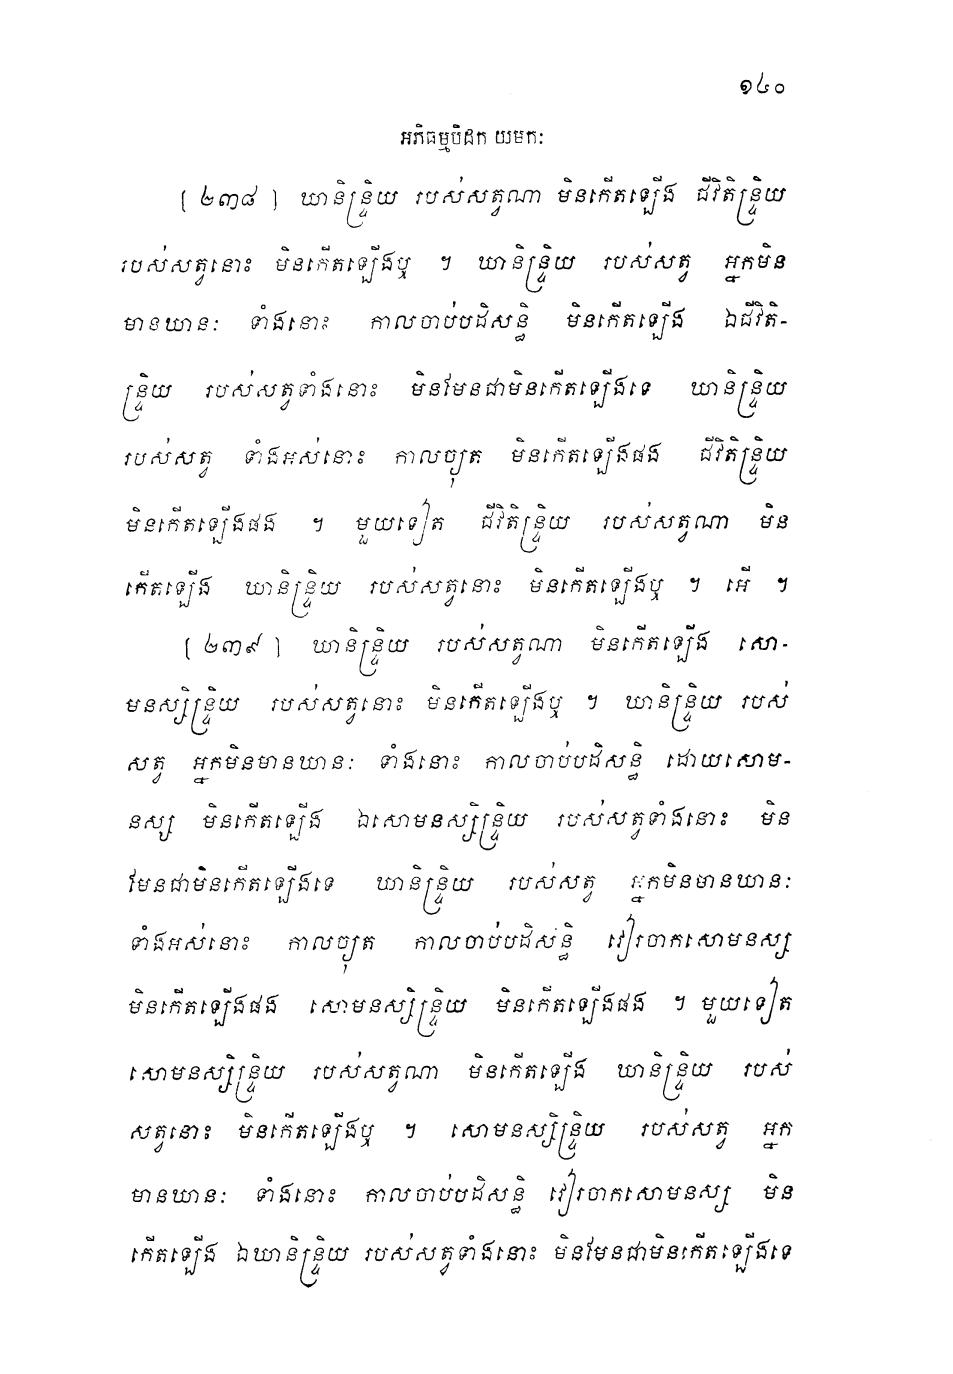 ១៤០
អភិធម្មបិដក យមកៈ
[ ២៣៨ ] ឃានិន្ទ្រិយ របស់សត្វណា មិនកើតឡើង ជីវិតិន្ទ្រិយ
របស់សត្វនោះ មិនកើតឡើងឬ ។ ឃានិន្ទ្រិយ របស់សត្វ អ្នកមិន
មានឃានៈ ទាំងនោះ កាលចាប់បដិសន្ធិ មិនកើតឡើង ឯជីវិតិ-
ន្ទ្រិយ របស់សត្វទាំងនោះ មិនមែនជាមិនកើតឡើងទេ ឃានិន្ទ្រិយ
របស់សត្វ ទាំងអស់នោះ កាលច្យុត មិនកើតឡើងផង ជីវិតិន្ទ្រិយ
មិនកើតឡើងផង ។ មួយទៀត ជីវិតិន្ទ្រិយ របស់សត្វណា មិន
កើតឡើង ឃានិន្ទ្រិយ របស់សត្វនោះ មិនកើតឡើងឬ ។ អើ ។
[ ២៣៩ ] ឃានិន្ទ្រិយ របស់សត្វណា មិនកើតឡើង សោ-
មនស្សិន្ទ្រិយ របស់សត្វនោះ មិនកើតឡើងឬ ។ ឃានិន្ទ្រិយ របស់
សត្វ អ្នកមិនមានឃានៈ ទាំងនោះ កាលចាប់បដិសន្ធិ ដោយសោម-
នស្ស មិនកើតឡើង ឯសោមនស្សិន្ទ្រិយ របស់សត្វទាំងនោះ មិន
មែនជាមិនកើតឡើងទេ ឃានិន្ទ្រិយ របស់សត្វ អ្នកមិនមានឃានៈ
ទាំងអស់នោះ កាលច្យុត កាលចាប់បដិសន្ធិ វៀរចាកសោមនស្ស
មិនកើតឡើងផង សោមនស្សិន្ទ្រិយ មិនកើតឡើងផង ។ មួយទៀត
សោមនស្សិន្ទ្រិយ របស់សត្វណា មិនកើតឡើង ឃានិន្ទ្រិយ របស់
សត្វនោះ មិនកើតឡើងឬ ។ សោមនស្សិន្ទ្រិយ របស់សត្វ អ្នក
មានឃានៈ ទាំងនោះ កាលចាប់បដិសន្ធិ វៀរចាកសោមនស្ស មិន
កើតឡើង ឯឃានិន្ទ្រិយ របស់សត្វទាំងនោះ មិនមែនជាមិនកើតឡើងទេ